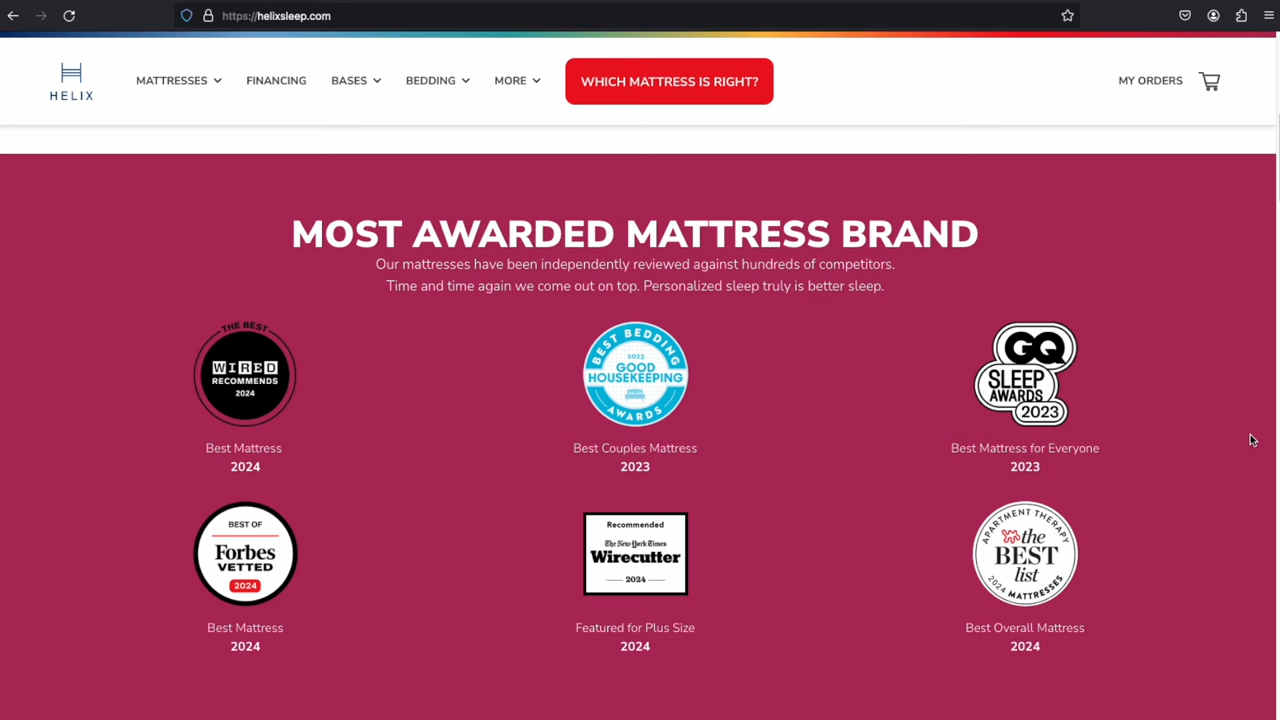 https://helixsleep.com
HELIX
MATTRESSES
FINANCING
BASES
BEDDING
MORE
WHICH MATTRESS IS RIGHT?
MY ORDERS
MOST AWARDED MATTRESS BRAND
Our mattresses have been independently reviewed against hundreds of competitors.
Time and time again we come out on top. Personalized sleep truly is better sleep.
THE BEST
WIRED
RECOMMENDS
2024
Best Mattress
2024
BEST BEDDING
2023
GOOD
HOUSEKEEPING
AWARDS
Best Couples Mattress
2023
GQ
SLEEP
AWARDS
2023
Best Mattress for Everyone
2023
BEST OF
Forbes
VETTED
2024
Best Mattress
2024
Recommended
The New York Times
Wirecutter
2024
Featured for Plus Size
2024
APARTMENT THERAPY
the
BEST
list
2024 MATTRESSES
Best Overall Mattress
2024